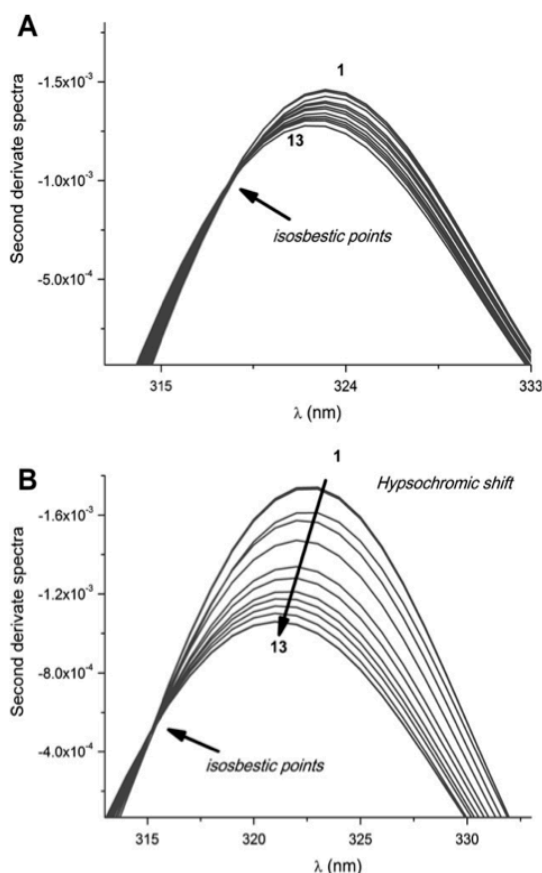 A
Second derivate spectra
-1.5x10⁻³
-1.0x10⁻³
-5.0x10⁻⁴
1
13
isosbestic points
315
324
333
λ (nm)
B
Second derivate spectra
-1.6x10⁻³
-1.2x10⁻³
-8.0x10⁻⁴
-4.0x10⁻⁴
1
Hypsochromic shift
13
isosbestic points
315
320
325
330
λ (nm)